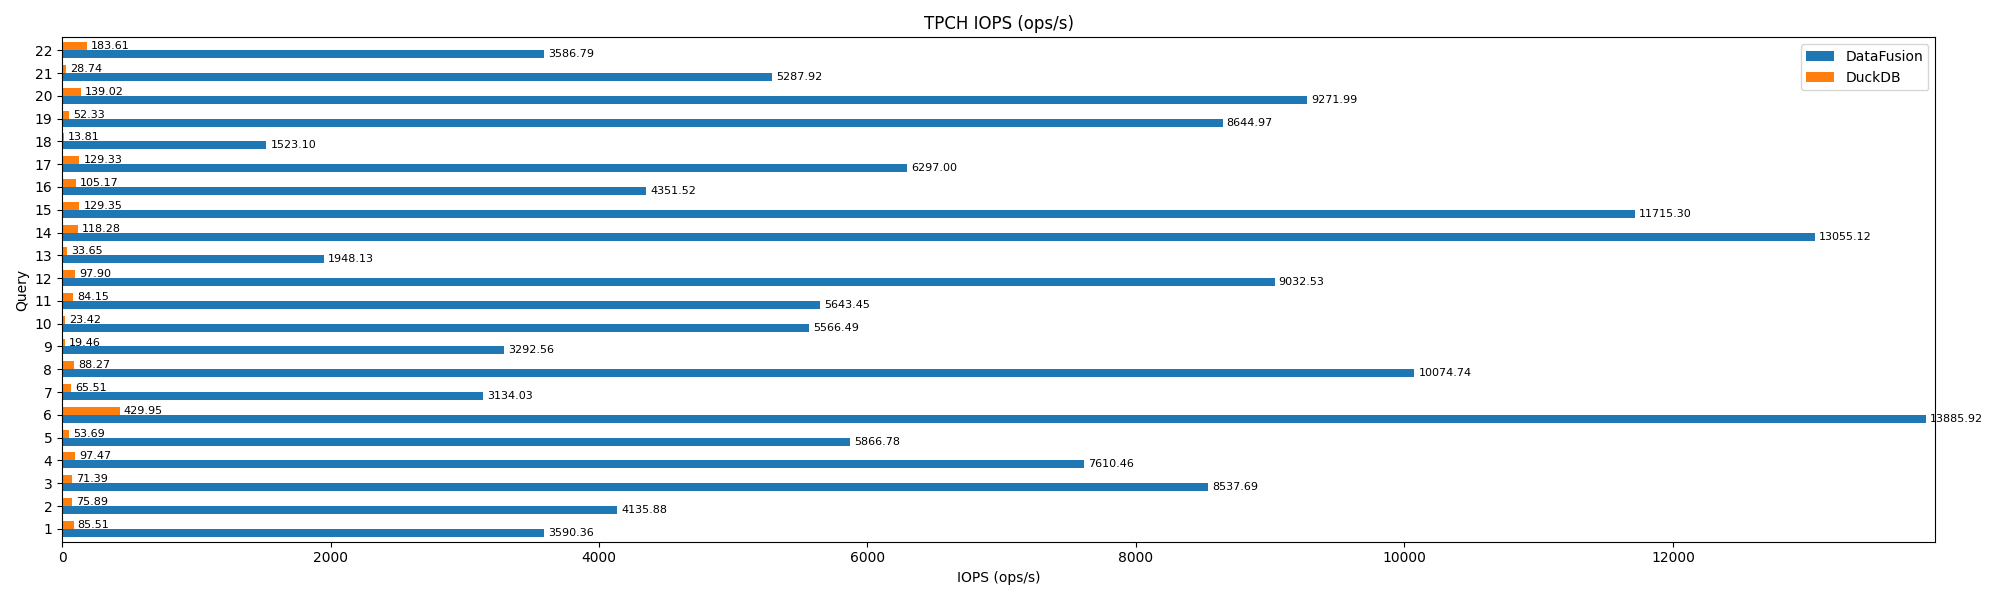 TPCH IOPS (ops/s)
DataFusion
DuckDB
22 183.61 3586.79
21 28.74 5287.92
20 139.02 9271.99
19 52.33 8644.97
18 13.81 1523.10
17 129.33 6297.00
16 105.17 4351.52
15 129.35 11715.30
14 118.28 13055.12
13 33.65 1948.13
12 97.90 9032.53
11 84.15 5643.45
10 23.42 5566.49
9 19.46 3292.56
8 88.27 10074.74
7 65.51 3134.03
6 429.95 13885.92
5 53.69 5866.78
4 97.47 7610.46
3 71.39 8537.69
2 75.89 4135.88
1 85.51 3590.36
Query
0 2000 4000 6000 8000 10000 12000
IOPS (ops/s)